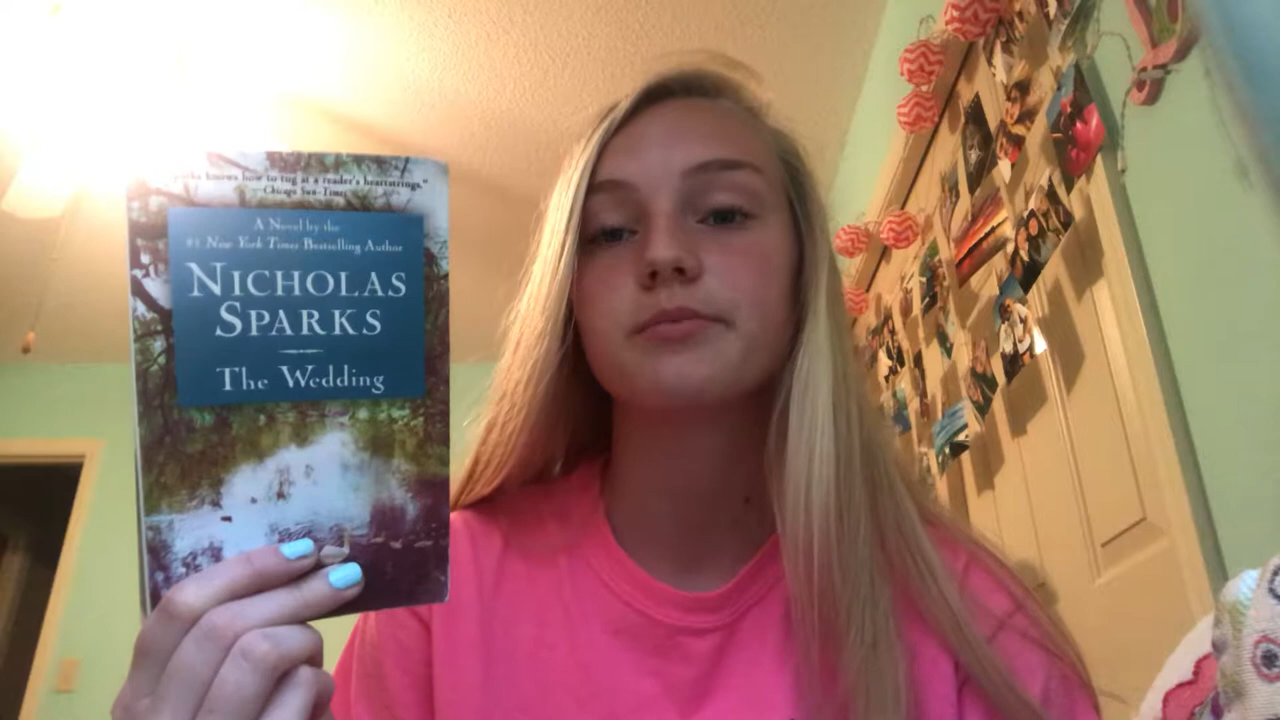 knows how to tug at a reader's heartstrings."
—Chicago Sun-Times
A Novel by the
#1 New York Times Bestselling Author
NICHOLAS
SPARKS
The Wedding